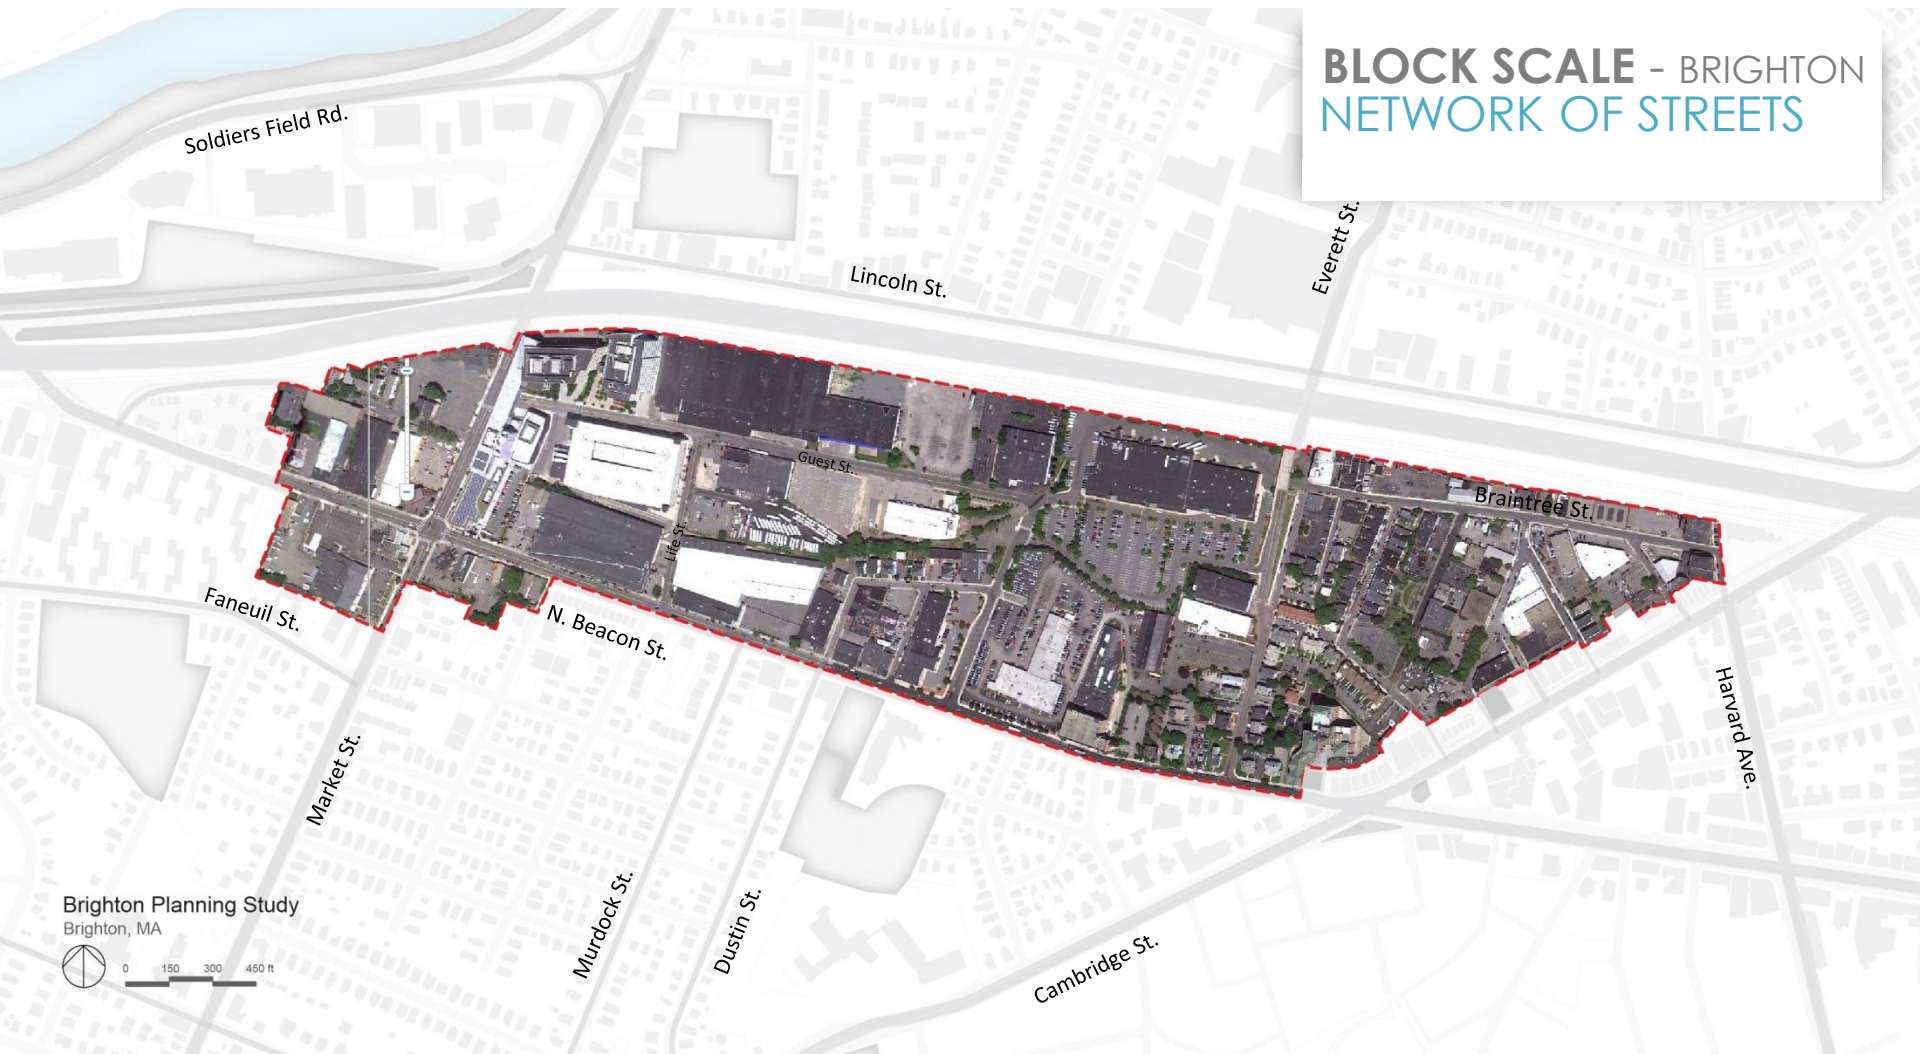 BLOCK SCALE - BRIGHTON
NETWORK OF STREETS
Soldiers Field Rd.
Everett St.
Lincoln St.
Guest St.
Braintree St.
Life St.
Faneuil St.
N. Beacon St.
Harvard Ave.
Market St.
Murdock St.
Dustin St.
Cambridge St.
Brighton Planning Study
Brighton, MA
0 150 300 450 ft